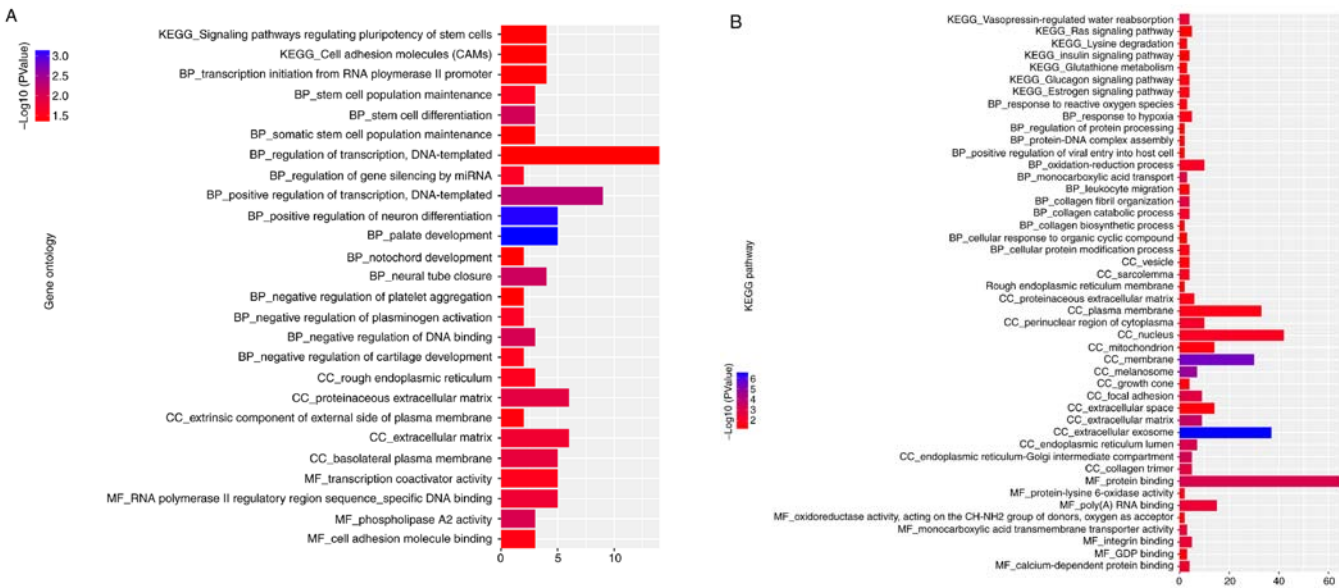 A
−Log10 (PValue)
3.0
2.5
2.0
1.5
Gene ontology
KEGG_Signaling pathways regulating pluripotency of stem cells
KEGG_Cell adhesion molecules (CAMs)
BP_transcription initiation from RNA ploymerase II promoter
BP_stem cell population maintenance
BP_stem cell differentiation
BP_somatic stem cell population maintenance
BP_regulation of transcription, DNA-templated
BP_regulation of gene silencing by miRNA
BP_positive regulation of transcription, DNA-templated
BP_positive regulation of neuron differentiation
BP_palate development
BP_notochord development
BP_neural tube closure
BP_negative regulation of platelet aggregation
BP_negative regulation of plasminogen activation
BP_negative regulation of DNA binding
BP_negative regulation of cartilage development
CC_rough endoplasmic reticulum
CC_proteinaceous extracellular matrix
CC_extrinsic component of external side of plasma membrane
CC_extracellular matrix
CC_basolateral plasma membrane
MF_transcription coactivator activity
MF_RNA polymerase II regulatory region sequence_specific DNA binding
MF_phospholipase A2 activity
MF_cell adhesion molecule binding
0 5 10
B
−Log10 (PValue)
6
5
4
3
2
KEGG pathway
KEGG_Vasopressin-regulated water reabsorption
KEGG_Ras signaling pathway
KEGG_Lysine degradation
KEGG_insulin signaling pathway
KEGG_Glutathione metabolism
KEGG_Glucagon signaling pathway
KEGG_Estrogen signaling pathway
BP_response to reactive oxygen species
BP_response to hypoxia
BP_regulation of protein processing
BP_protein-DNA complex assembly
BP_positive regulation of viral entry into host cell
BP_oxidation-reduction process
BP_monocarboxylic acid transport
BP_leukocyte migration
BP_collagen fibril organization
BP_collagen catabolic process
BP_collagen biosynthetic process
BP_cellular response to organic cyclic compound
BP_cellular protein modification process
CC_vesicle
CC_sarcolemma
Rough endoplasmic reticulum membrane
CC_proteinaceous extracellular matrix
CC_plasma membrane
CC_perinuclear region of cytoplasma
CC_nucleus
CC_mitochondrion
CC_membrane
CC_melanosome
CC_growth cone
CC_focal adhesion
CC_extracellular space
CC_extracellular matrix
CC_extracellular exosome
CC_endoplasmic reticulum lumen
CC_endoplasmic reticulum-Golgi intermediate compartment
CC_collagen trimer
MF_protein binding
MF_protein-lysine 6-oxidase activity
MF_poly(A) RNA binding
MF_oxidoreductase activity, acting on the CH-NH2 group of donors, oxygen as acceptor
MF_monocarboxylic acid transmembrane transporter activity
MF_integrin binding
MF_GDP binding
MF_calcium-dependent protein binding
0 20 40 60